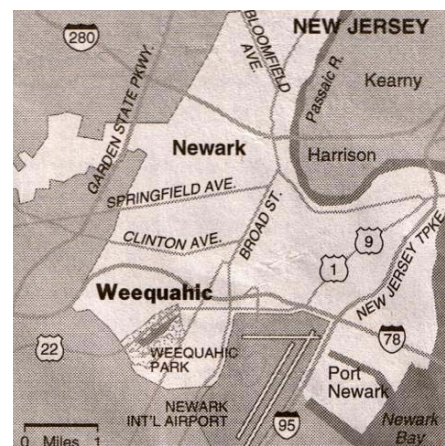 280
BLOOMFIELD
AVE.
NEW JERSEY
GARDEN STATE PKWY.
Passaic R.
Kearny
Newark
Harrison
SPRINGFIELD AVE.
BROAD ST.
CLINTON AVE.
9
1
NEW JERSEY TPKE.
Weequahic
22
WEEQUAHIC
PARK
78
Port
Newark
NEWARK
INT'L AIRPORT
95
Newark
Bay
0 Miles 1